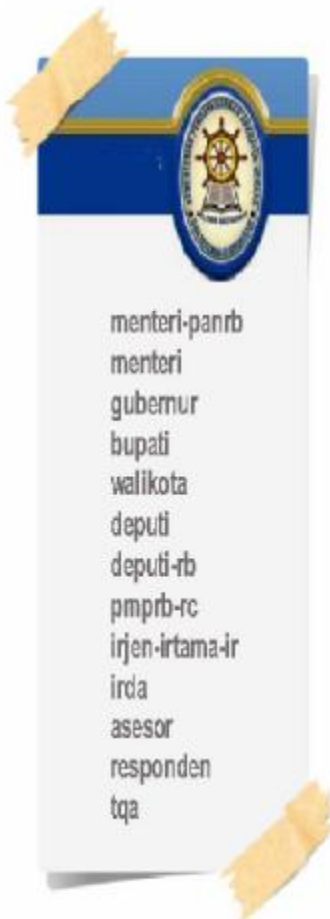 menteri-panrb
menteri
gubernur
bupati
walikota
deputi
deputi-rb
pmprb-rc
irjen-irtama-ir
irda
asesor
responden
tqa